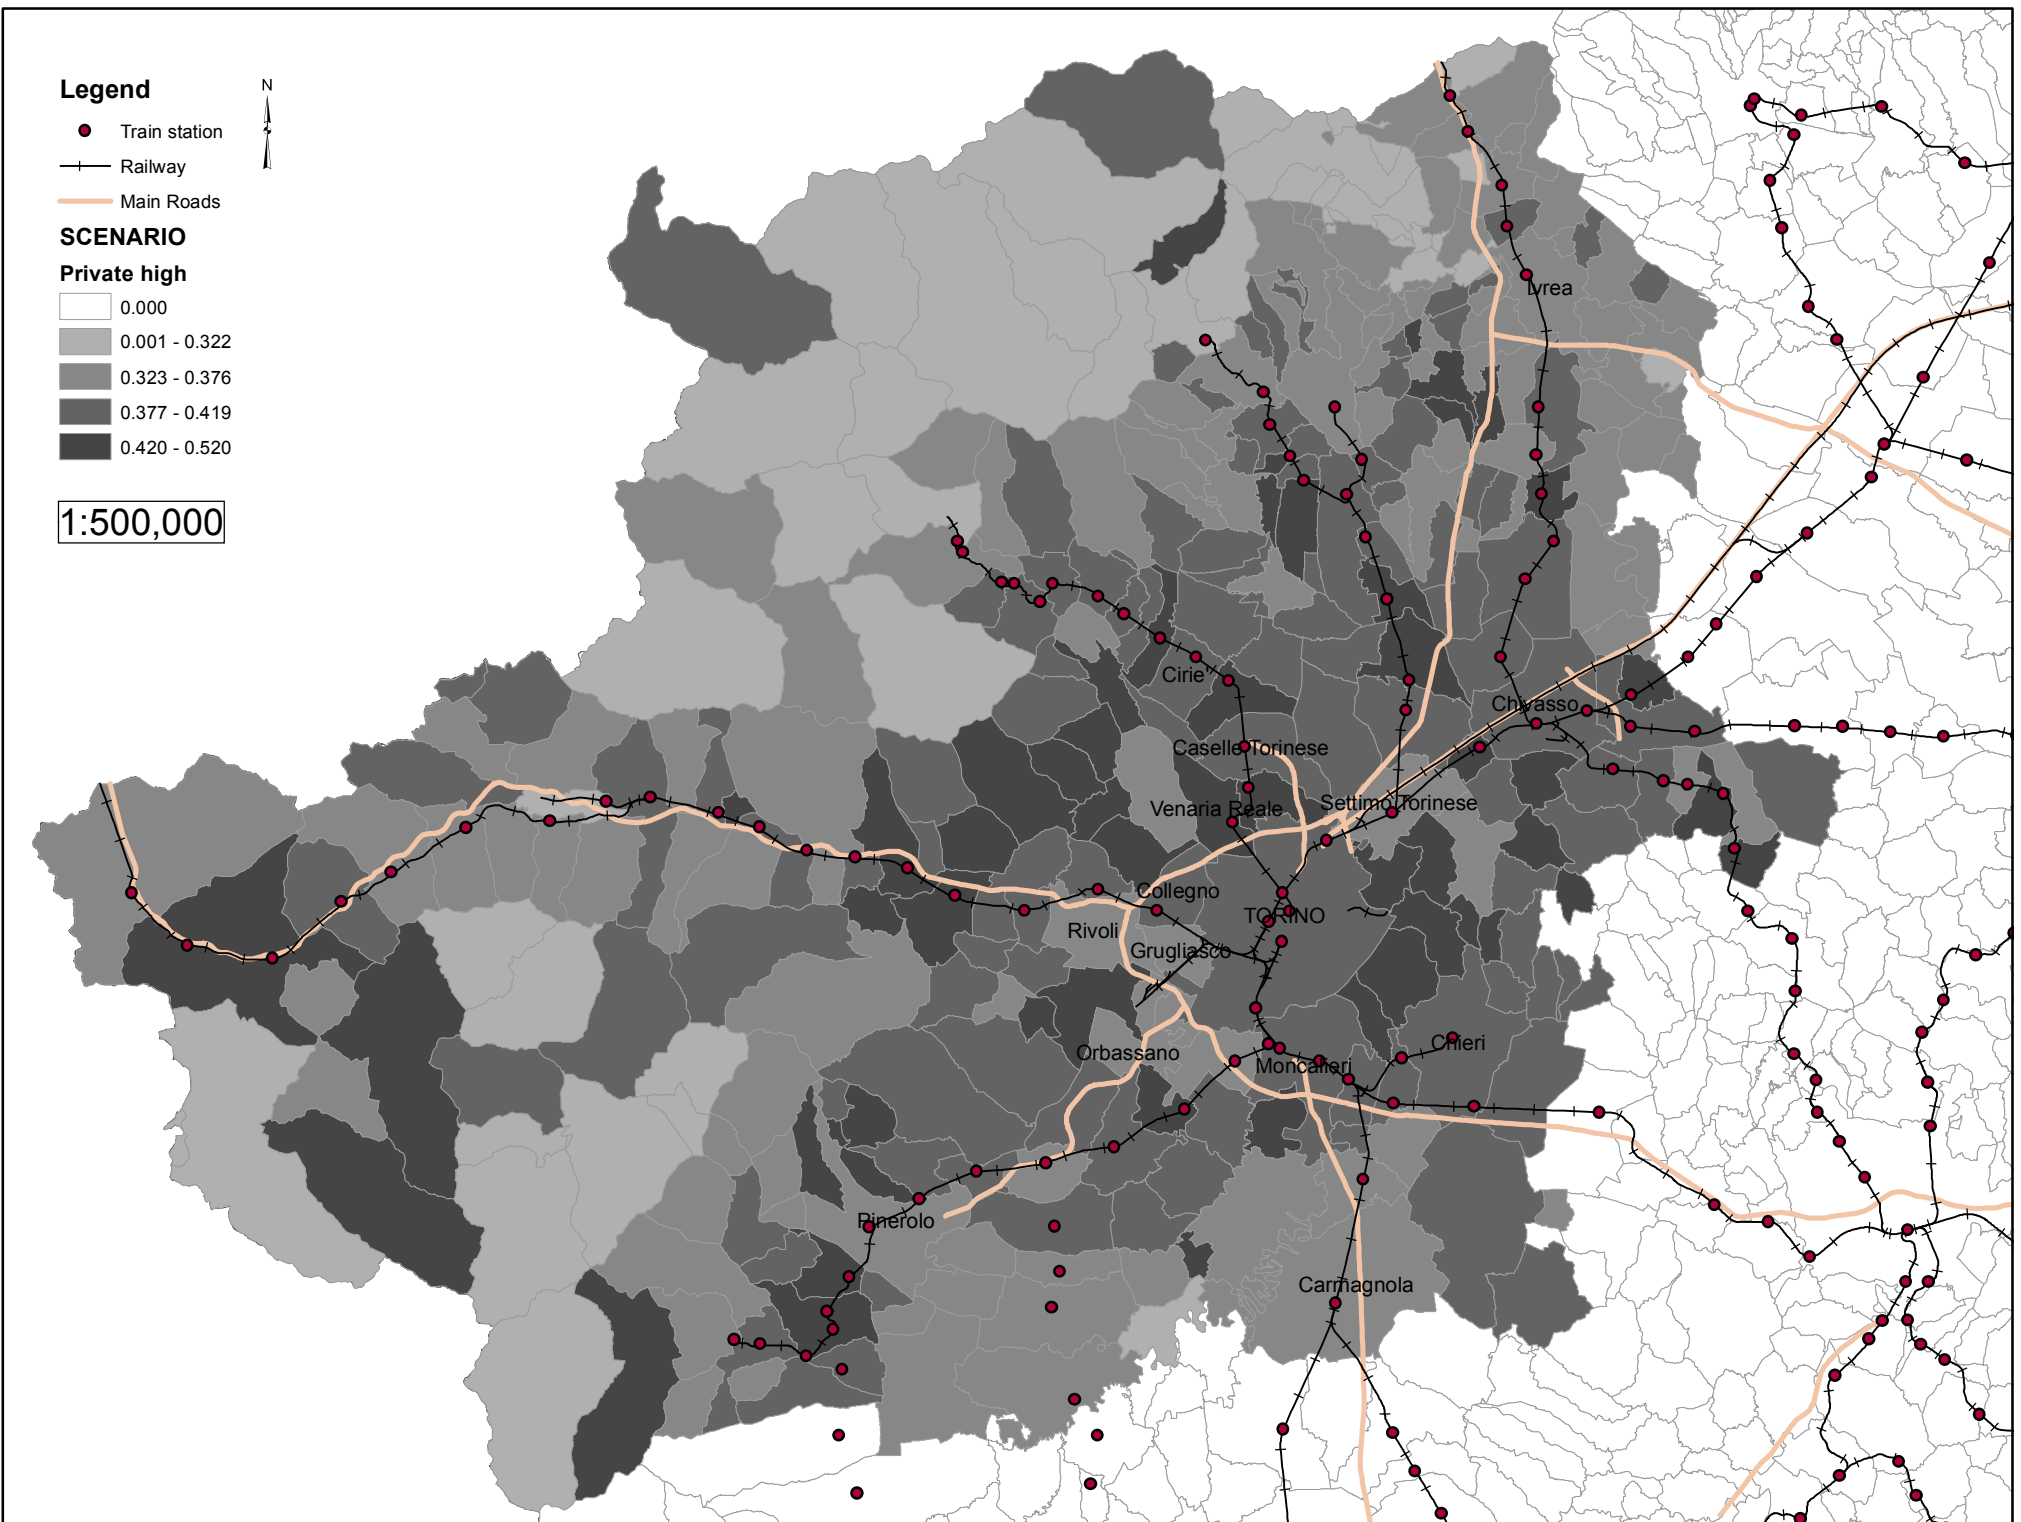 Legend
N
Train station
Railway
Main Roads
SCENARIO
Private high
0.000
0.001 - 0.322
0.323 - 0.376
0.377 - 0.419
0.420 - 0.520
1:500,000
Ivrea
Cirie
Chivasso
Caselle Torinese
Venaria Reale
Settimo Torinese
Collegno
TORINO
Rivoli
Grugliasco
Chieri
Orbassano
Moncalieri
Pinerolo
Carmagnola